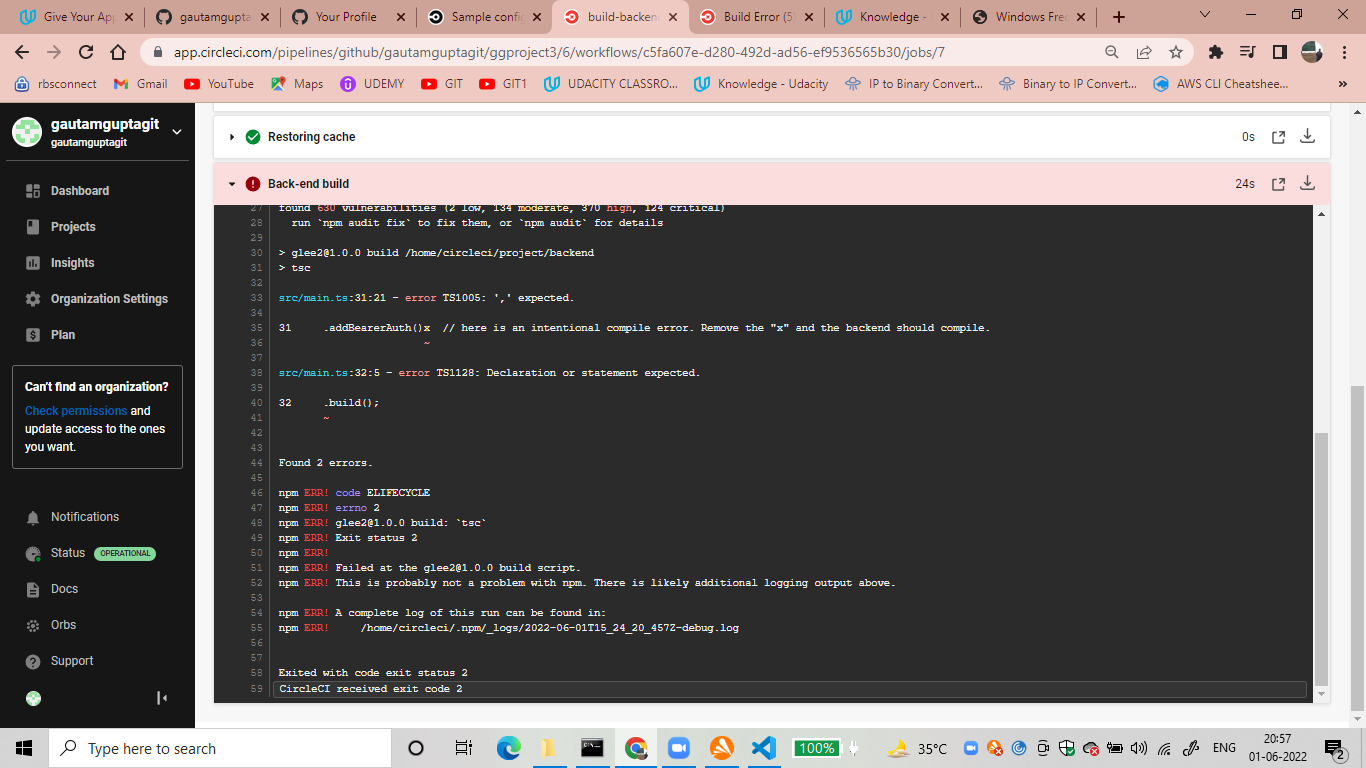 Give Your App
gautamgupta
Your Profile
Sample confi
build-backen
Build Error (5)
Knowledge -
Windows Fre
app.circleci.com/pipelines/github/gautamguptagit/ggproject3/6/workflows/c5fa607e-d280-492d-ad56-ef9536565b30/jobs/7
rbsconnect
Gmail
YouTube
Maps
UDEMY
GIT
GIT1
UDACITY CLASSRO...
Knowledge - Udacity
IP to Binary Convert...
Binary to IP Convert...
AWS CLI Cheatshee...
»
gautamguptagit
gautamguptagit
Dashboard
Projects
Insights
Organization Settings
Plan
Can't find an organization?
Check permissions and
update access to the ones
you want.
Notifications
Status OPERATIONAL
Docs
Orbs
Support
Restoring cache 0s
Back-end build 24s
27 found 630 vulnerabilities (2 low, 134 moderate, 370 high, 124 critical)
28 run `npm audit fix` to fix them, or `npm audit` for details
29
30 > glee2@1.0.0 build /home/circleci/project/backend
31 > tsc
32
33 src/main.ts:31:21 - error TS1005: ',' expected.
34
35 31 .addBearerAuth()x // here is an intentional compile error. Remove the "x" and the backend should compile.
36 ~
37
38 src/main.ts:32:5 - error TS1128: Declaration or statement expected.
39
40 32 .build();
41 ~
42
43
44 Found 2 errors.
45
46 npm ERR! code ELIFECYCLE
47 npm ERR! errno 2
48 npm ERR! glee2@1.0.0 build: `tsc`
49 npm ERR! Exit status 2
50 npm ERR!
51 npm ERR! Failed at the glee2@1.0.0 build script.
52 npm ERR! This is probably not a problem with npm. There is likely additional logging output above.
53
54 npm ERR! A complete log of this run can be found in:
55 npm ERR! /home/circleci/.npm/_logs/2022-06-01T15_24_20_457Z-debug.log
56
57
58 Exited with code exit status 2
59 CircleCI received exit code 2
Type here to search
100%
35°C
ENG
20:57
01-06-2022
2